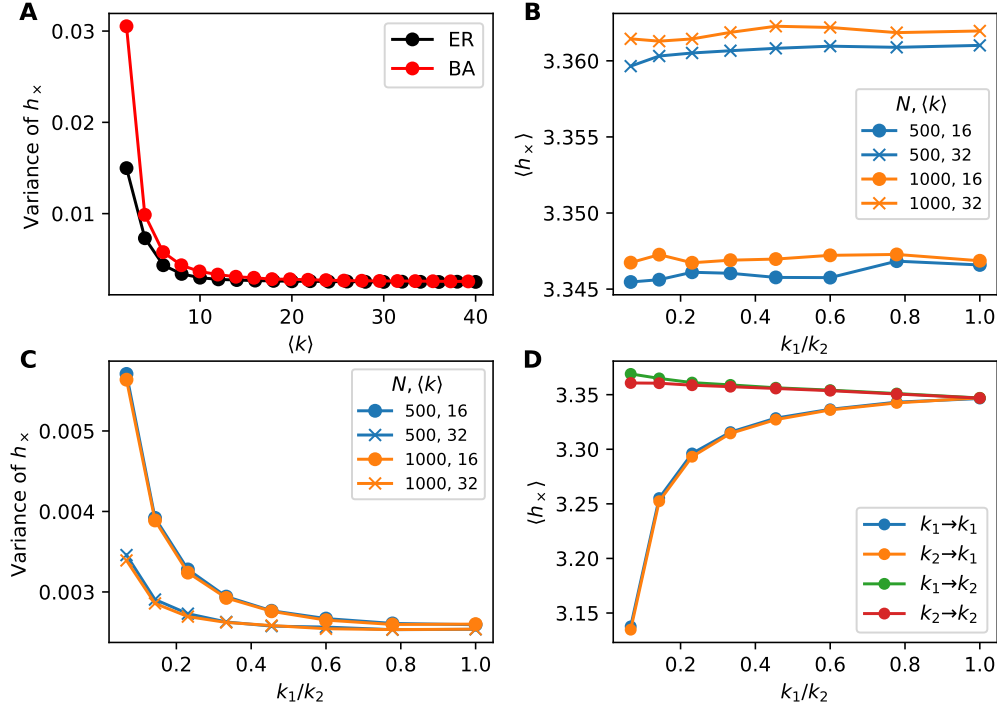 A
0.03
0.02
0.01
Variance of h×
10
20
30
40
⟨k⟩
ER
BA
B
3.360
3.355
3.350
3.345
⟨h×⟩
0.2
0.4
0.6
0.8
1.0
k₁/k₂
N, ⟨k⟩
500, 16
500, 32
1000, 16
1000, 32
C
0.005
0.004
0.003
Variance of h×
0.2
0.4
0.6
0.8
1.0
k₁/k₂
N, ⟨k⟩
500, 16
500, 32
1000, 16
1000, 32
D
3.35
3.30
3.25
3.20
3.15
⟨h×⟩
0.2
0.4
0.6
0.8
1.0
k₁/k₂
k₁→k₁
k₂→k₁
k₁→k₂
k₂→k₂